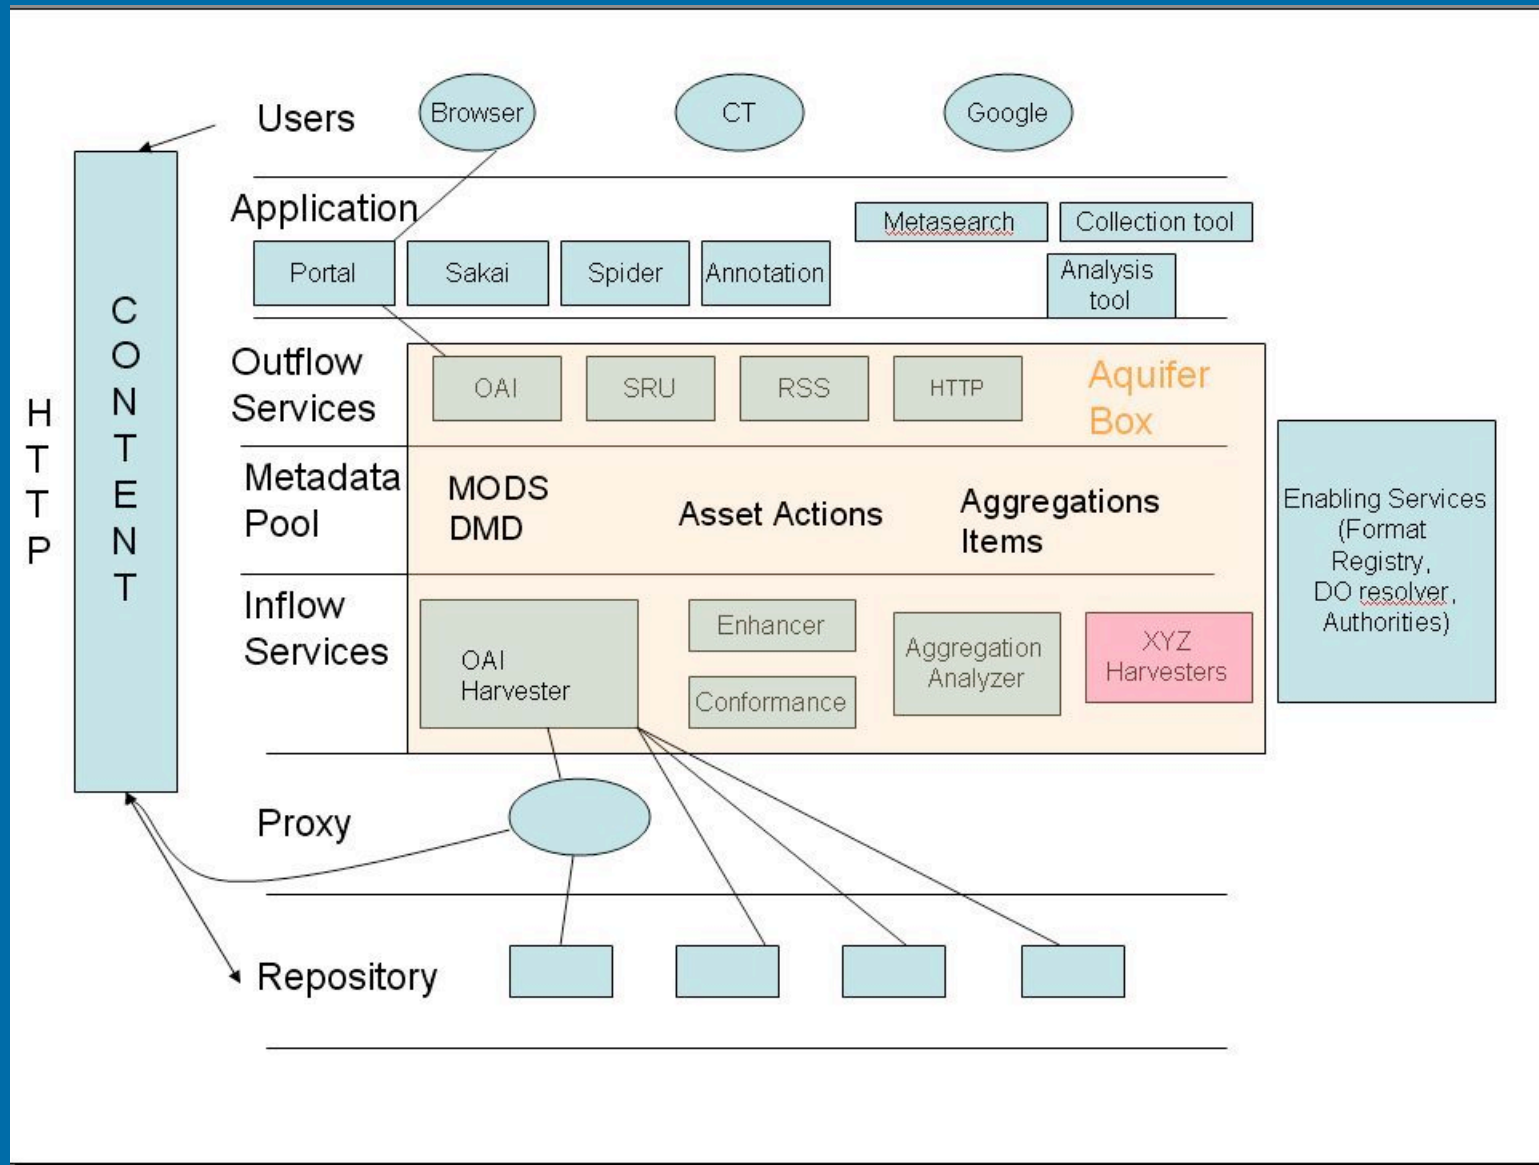 Users
Browser
CT
Google
Application
Metasearch
Collection tool
Portal
Sakai
Spider
Annotation
Analysis
tool
HTTP
CONTENT
Outflow
Services
OAI
SRU
RSS
HTTP
Aquifer
Box
Metadata
Pool
MODS
DMD
Asset Actions
Aggregations
Items
Enabling Services
(Format
Registry,
DO resolver,
Authorities)
Inflow
Services
OAI
Harvester
Enhancer
Conformance
Aggregation
Analyzer
XYZ
Harvesters
Proxy
Repository